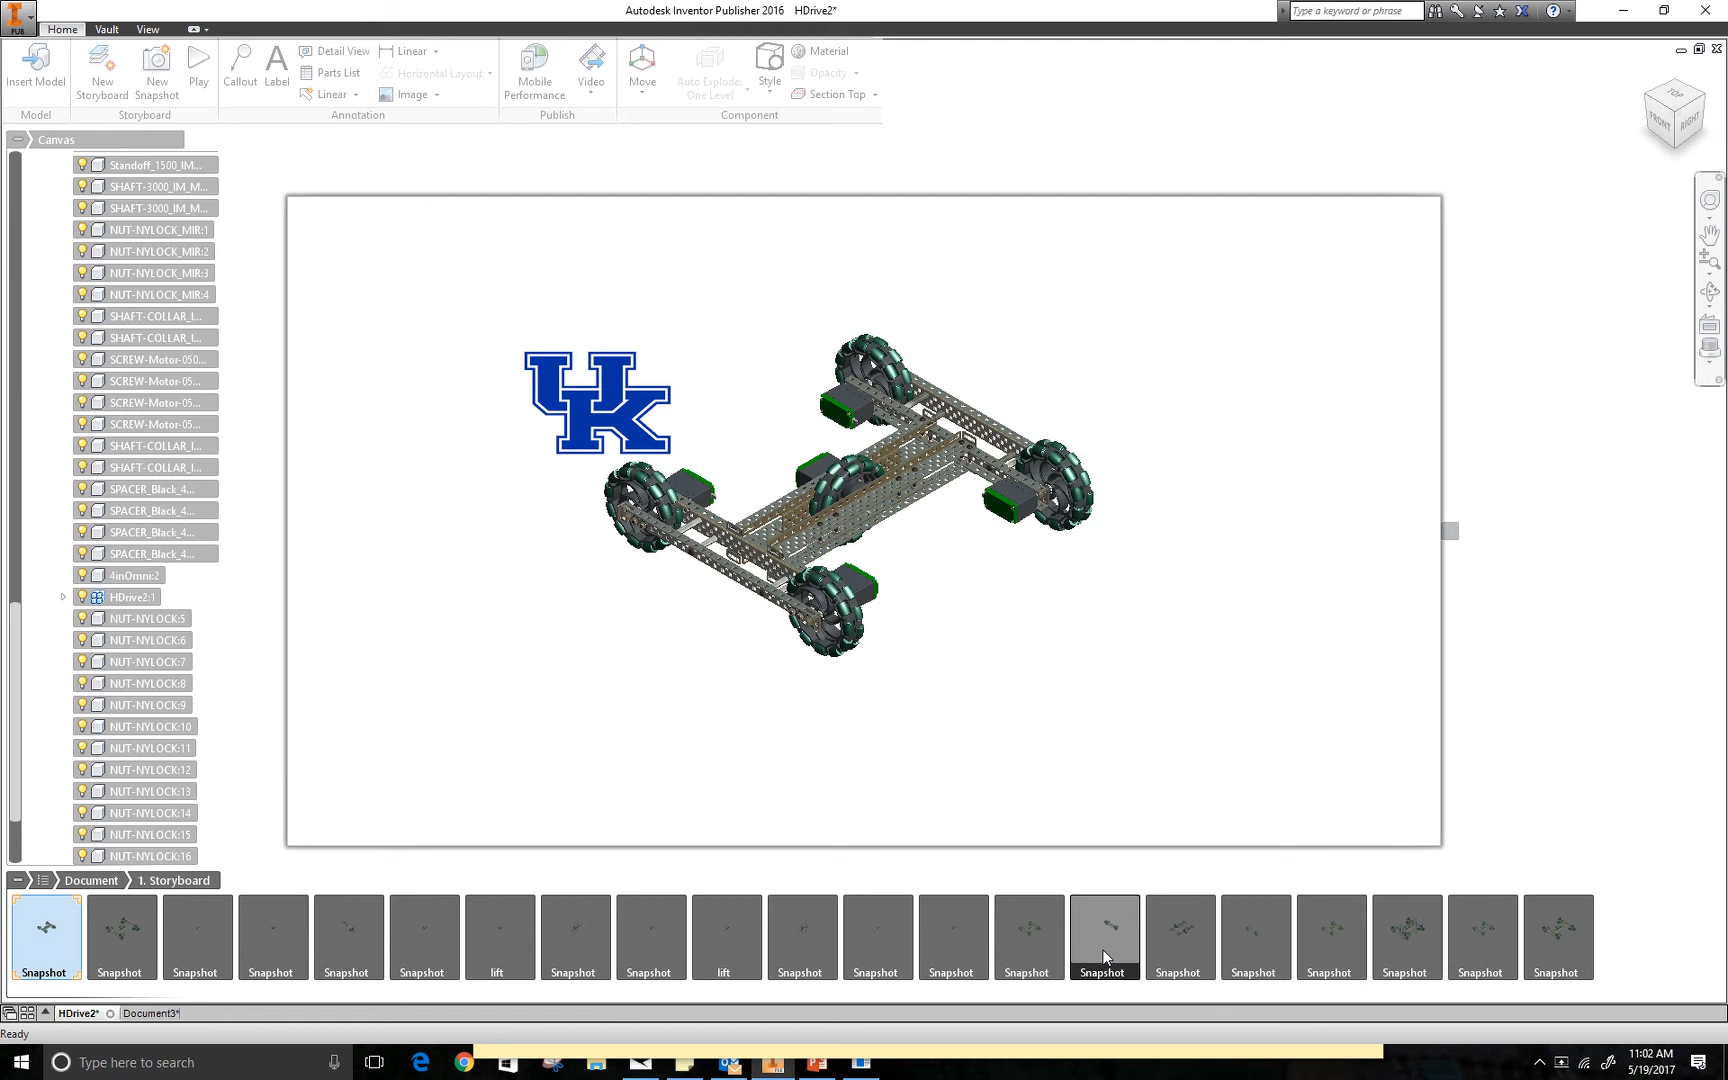 PUB
Autodesk Inventor Publisher 2016 HDrive2*
Type a keyword or phrase
Home Vault View
Insert Model
New Storyboard
New Snapshot
Play
Callout
Label
Detail View
Parts List
Linear
Linear
Horizontal Layout
Image
Mobile Performance
Video
Move
Auto Explode: One Level
Style
Material
Opacity
Section Top
Model Storyboard Annotation Publish Component
Canvas
TOP
FRONT
RIGHT
Standoff_1500_IM...
SHAFT-3000_IM_M...
SHAFT-3000_IM_M...
NUT-NYLOCK_MIR:1
NUT-NYLOCK_MIR:2
NUT-NYLOCK_MIR:3
NUT-NYLOCK_MIR:4
SHAFT-COLLAR_I...
SHAFT-COLLAR_I...
SCREW-Motor-050...
SCREW-Motor-05...
SCREW-Motor-05...
SCREW-Motor-05...
SHAFT-COLLAR_I...
SHAFT-COLLAR_I...
SPACER_Black_4...
SPACER_Black_4...
SPACER_Black_4...
SPACER_Black_4...
4inOmni:2
HDrive2:1
NUT-NYLOCK:5
NUT-NYLOCK:6
NUT-NYLOCK:7
NUT-NYLOCK:8
NUT-NYLOCK:9
NUT-NYLOCK:10
NUT-NYLOCK:11
NUT-NYLOCK:12
NUT-NYLOCK:13
NUT-NYLOCK:14
NUT-NYLOCK:15
NUT-NYLOCK:16
UK
Document 1. Storyboard
Snapshot Snapshot Snapshot Snapshot Snapshot Snapshot lift Snapshot Snapshot lift Snapshot Snapshot Snapshot Snapshot Snapshot Snapshot Snapshot Snapshot Snapshot Snapshot Snapshot
HDrive2* Document3*
Ready
Type here to search
11:02 AM
5/19/2017